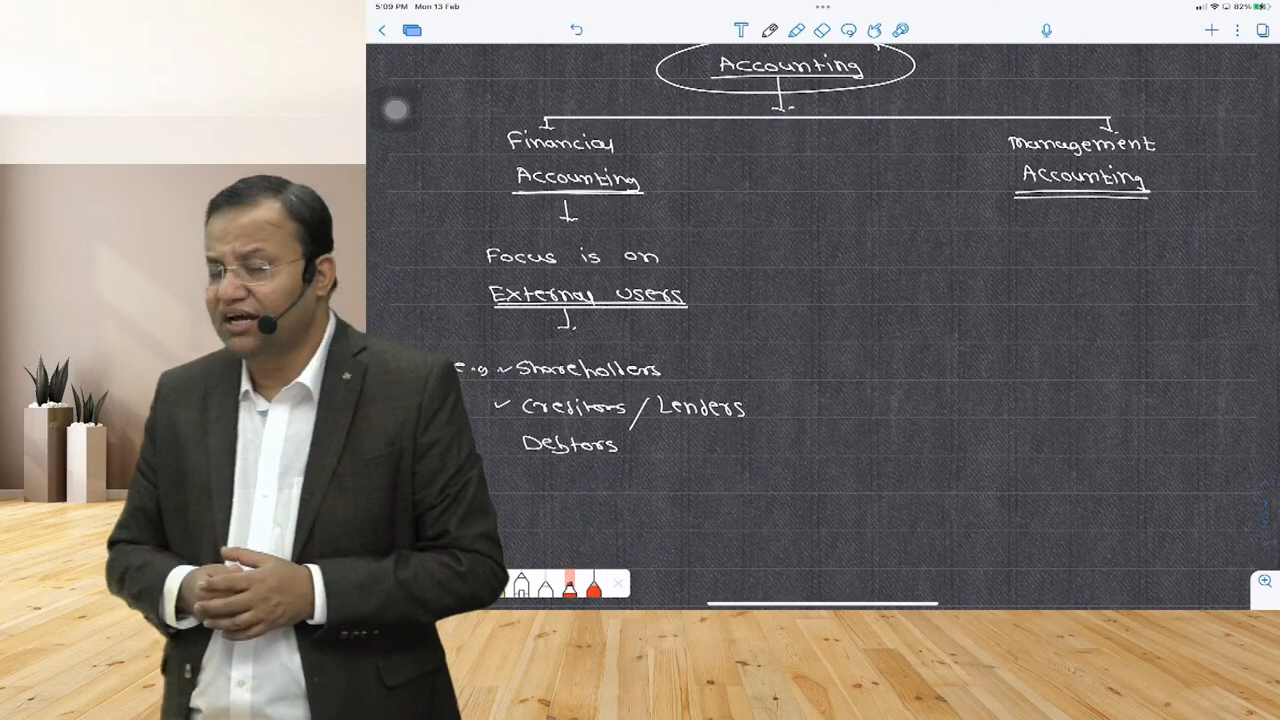 5:09 PM Mon 13 Feb
82%
T
Accounting
Financial
Accounting
Management
Accounting
Focus is on
External users
e.g. Shareholders
Creditors / Lenders
Debtors